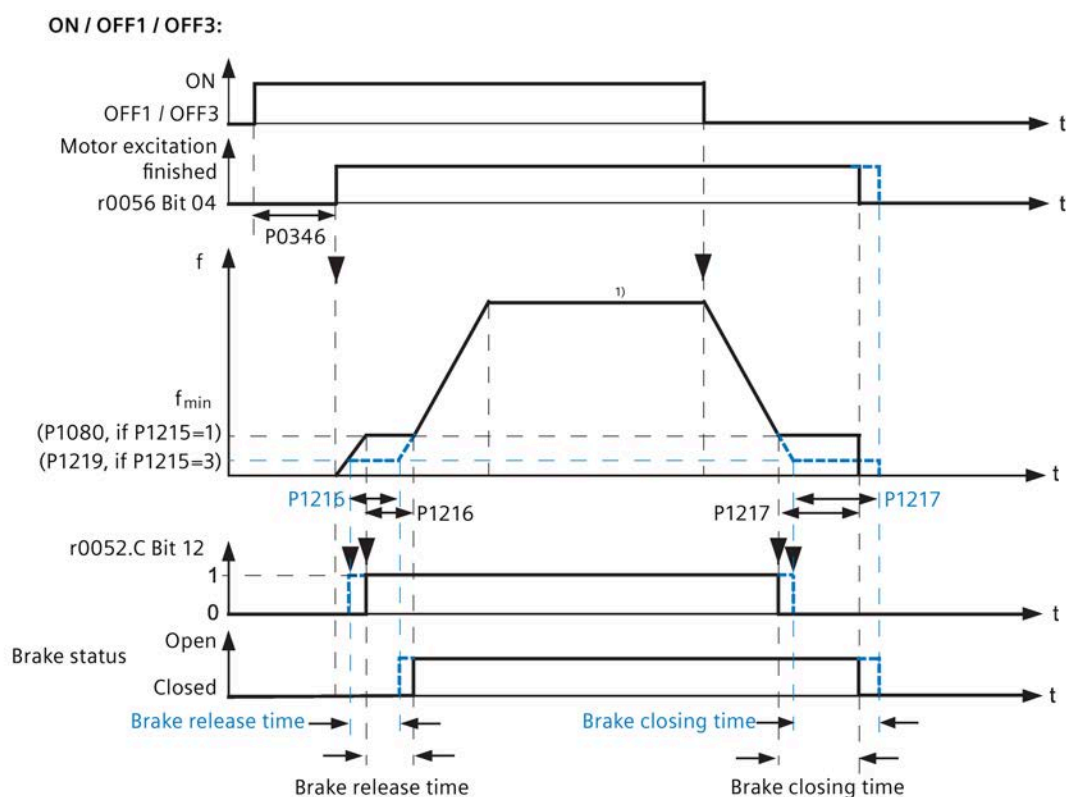 ON / OFF1 / OFF3:
ON
OFF1 / OFF3
t
Motor excitation
finished
r0056 Bit 04
t
P0346
f
1)
fmin
(P1080, if P1215=1)
(P1219, if P1215=3)
t
P1216
P1216
P1217
P1217
r0052.C Bit 12
1
0
t
Open
Brake status
Closed
t
Brake release time
Brake closing time
Brake release time
Brake closing time